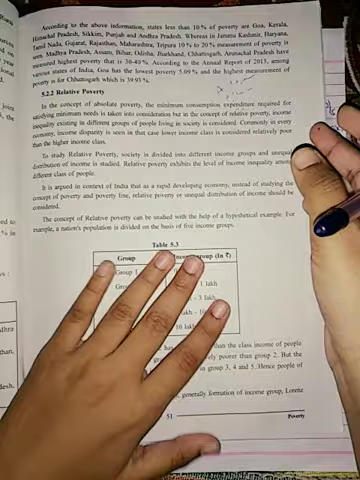 According to the above information, states less than 10 % of poverty are Goa, Kerala,
Himachal Pradesh, Sikkim, Punjab and Andhra Pradesh. Whereas in Jammu Kashmir, Haryana,
Tamil Nadu, Gujarat, Rajasthan, Maharashtra, Tripura 10% to 20% measurement of poverty is
seen. Madhya Pradesh, Assam, Bihar, Odisha, Jharkhand, Chhattisgarh, Arunachal Pradesh have
measured highest poverty that is 30-40%. According to the Annual Report of 2013, among
various states of India, Goa has the lowest poverty 5.09 % and the highest measurement of
poverty is for Chhattisgarh which is 39.93 %.
5.2.2 Relative Poverty
In the concept of absolute poverty, the minimum consumption expenditure required for
satisfying minimum needs is taken into consideration but in the concept of relative poverty, income
inequality existing in different groups of people living in society is considered. Commonly in every
economy, income disparity is seen in that case lower income class is considered relatively poor
than the higher income class.
To study Relative Poverty, society is divided into different income groups and unequal
distribution of income is studied. Relative poverty exhibits the level of income inequality among
different class of people.
It is argued in context of India that as a rapid developing economy, instead of studying the
concept of poverty and poverty line, relative poverty or unequal distribution of income should be
considered.
The concept of Relative poverty can be studied with the help of a hypothetical example. For
example, a nation's population is divided on the basis of five income groups.
Table 5.3
Group group (In ₹)
Group 1
1 lakh
3 lakh
10 lakh
than the class income of people
poorer than group 2. But the
in group 3, 4 and 5. Hence people of
generally formation of income group, Lorenz
51
Poverty
joint
the
ed to
% in
s :
dhra
than,
desh.